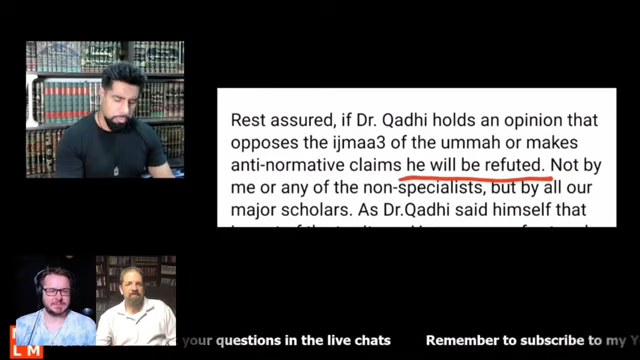 Rest assured, if Dr. Qadhi holds an opinion that
opposes the ijmaa3 of the ummah or makes
anti-normative claims he will be refuted. Not by
me or any of the non-specialists, but by all our
major scholars. As Dr.Qadhi said himself that
L M
your questions in the live chats Remember to subscribe to my